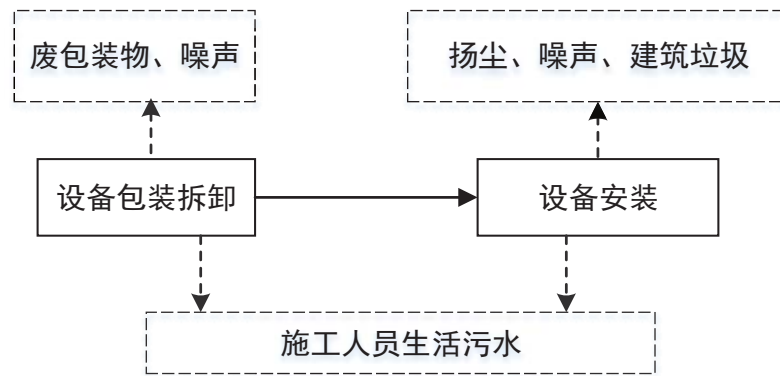 废包装物、噪声
扬尘、噪声、建筑垃圾
设备包装拆卸
设备安装
施工人员生活污水